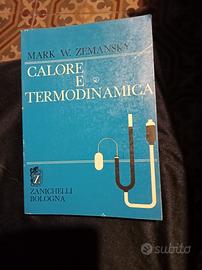 MARK W. ZEMANSKY
CALORE
E
TERMODINAMICA
Z
ZANICHELLI
BOLOGNA
subito